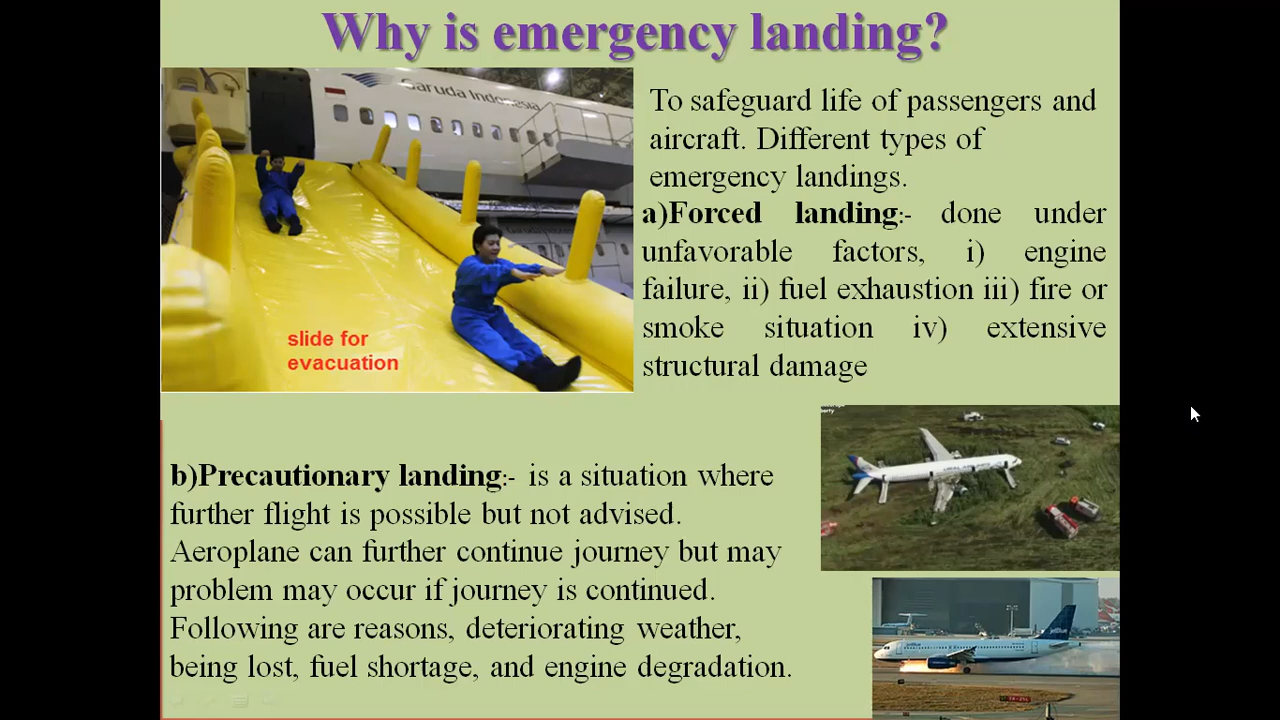 Why is emergency landing?
Garuda Indonesia
slide for
evacuation
To safeguard life of passengers and
aircraft. Different types of
emergency landings.
a)Forced landing:- done under
unfavorable factors, i) engine
failure, ii) fuel exhaustion iii) fire or
smoke situation iv) extensive
structural damage
b)Precautionary landing:- is a situation where
further flight is possible but not advised.
Aeroplane can further continue journey but may
problem may occur if journey is continued.
Following are reasons, deteriorating weather,
being lost, fuel shortage, and engine degradation.
jetBlue